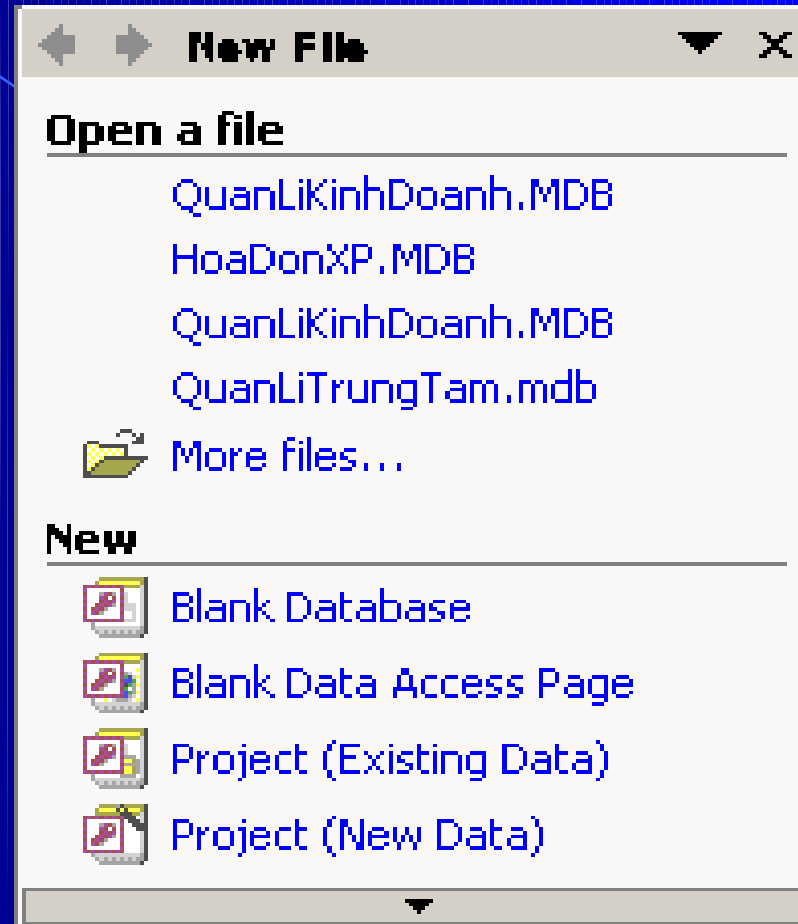 New File
Open a file
QuanLiKinhDoanh.MDB
HoaDonXP.MDB
QuanLiKinhDoanh.MDB
QuanLiTrungTam.mdb
More files...
New
Blank Database
Blank Data Access Page
Project (Existing Data)
Project (New Data)